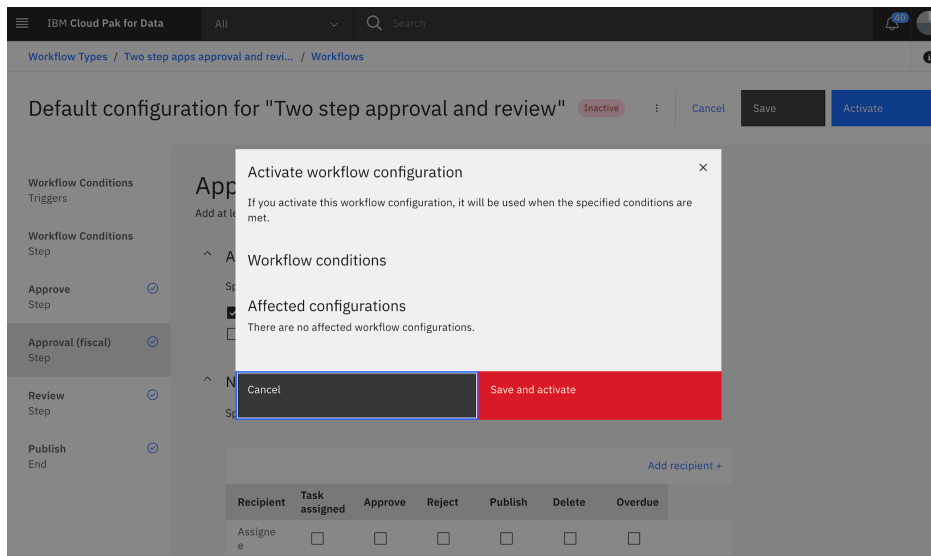 IBM Cloud Pak for Data
All
Search
40
Workflow Types / Two step apps approval and revi... / Workflows
Default configuration for "Two step approval and review"
Inactive
Cancel
Save
Activate
Workflow Conditions
Triggers
Workflow Conditions
Step
Approve
Step
Approval (fiscal)
Step
Review
Step
Publish
End
App
Add at le
A
Sp
N
Sp
Activate workflow configuration
If you activate this workflow configuration, it will be used when the specified conditions are
met.
Workflow conditions
Affected configurations
There are no affected workflow configurations.
Cancel
Save and activate
Add recipient +
Recipient
Task
assigned
Approve
Reject
Publish
Delete
Overdue
Assigne
e